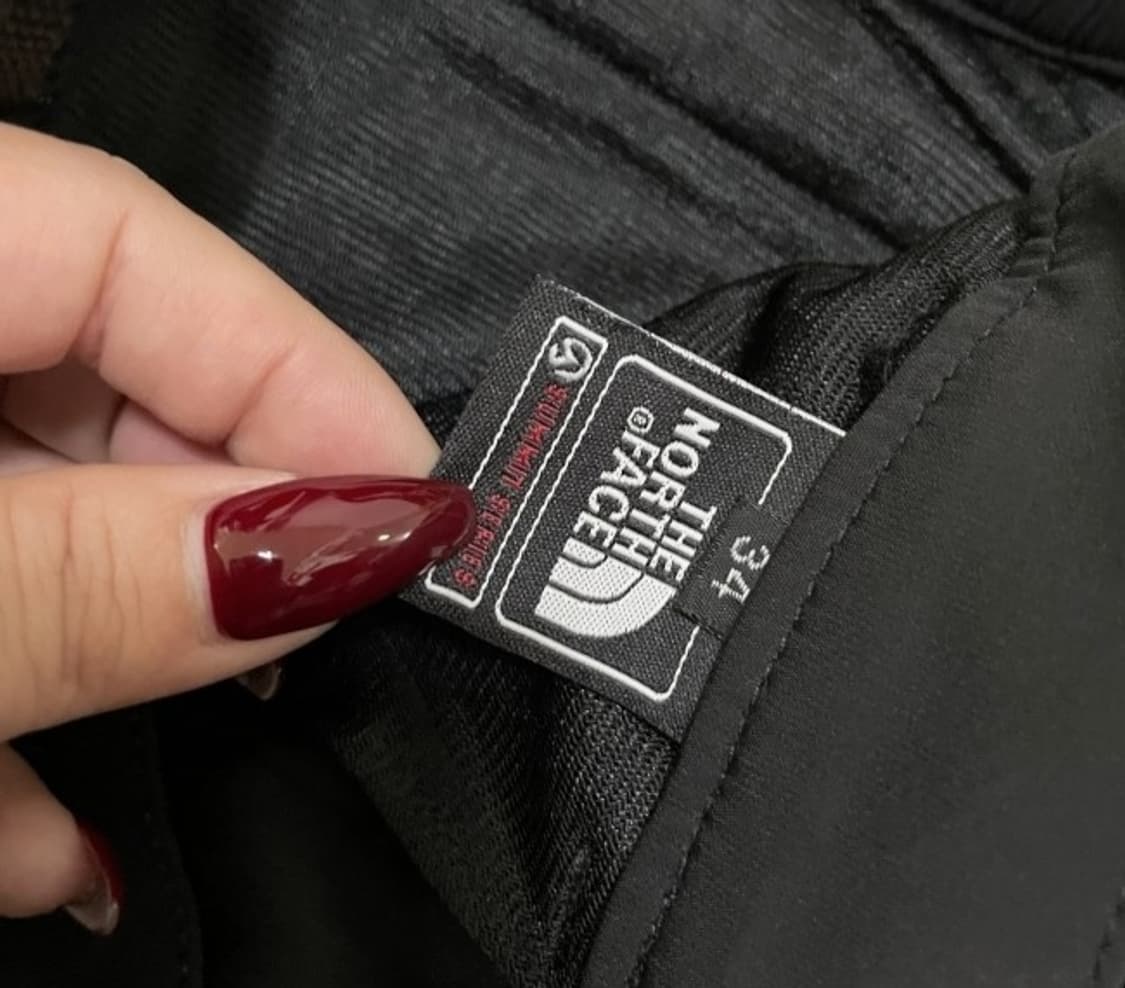 34
THE
NORTH
FACE®
SUMMIT SERIES